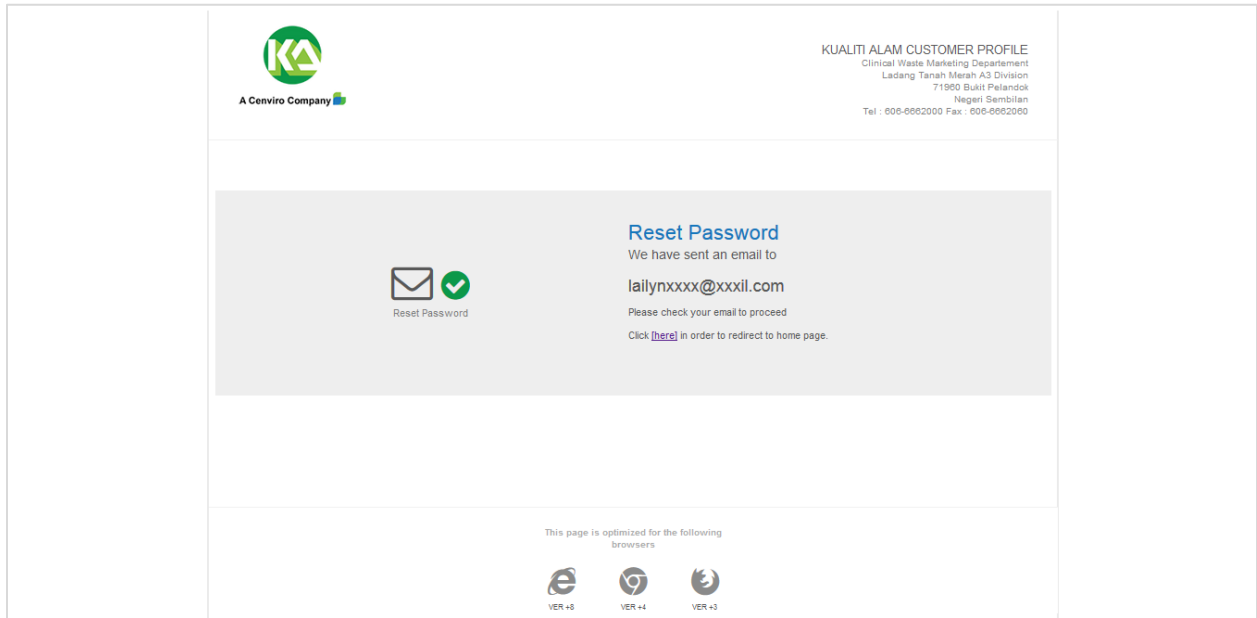 KA
A Cenviro Company
KUALITI ALAM CUSTOMER PROFILE
Clinical Waste Marketing Departement
Ladang Tanah Merah A3 Division
71960 Bukit Pelandok
Negeri Sembilan
Tel : 606-6662000 Fax : 606-6662060
Reset Password
Reset Password
We have sent an email to
lailynxxxx@xxxil.com
Please check your email to proceed
Click [here] in order to redirect to home page.
This page is optimized for the following
browsers
VER +8 VER +4 VER +3